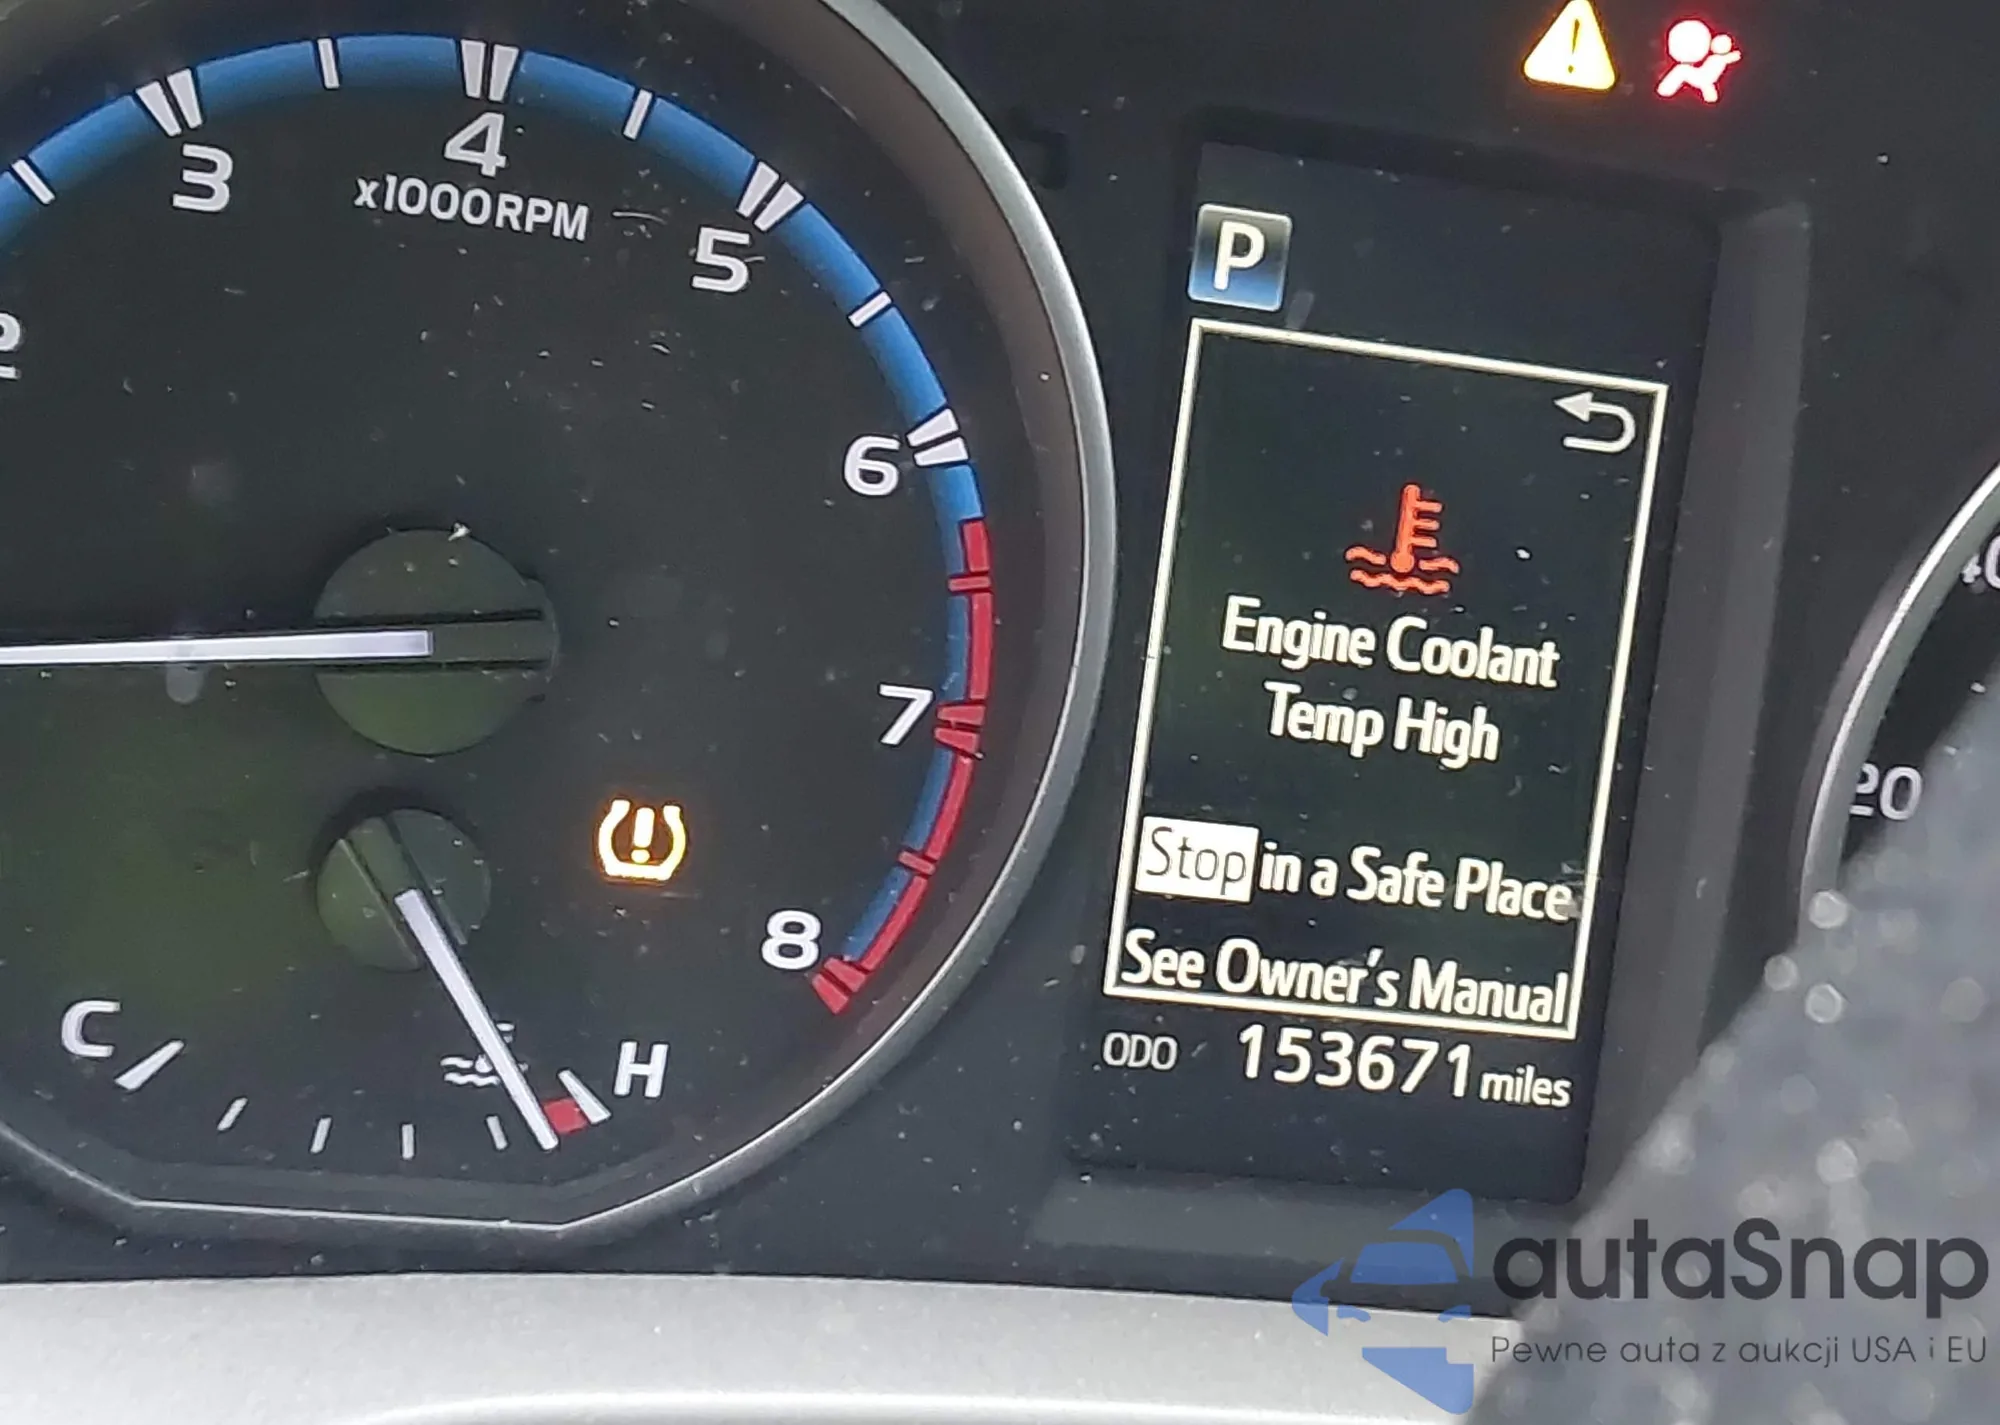 2
3
4
x1000RPM
5
6
7
8
C
H
P
Engine Coolant
Temp High
Stop in a Safe Place
See Owner's Manual
ODO 153671 miles
20
autaSnap
Pewne auta z aukcji USA i EU